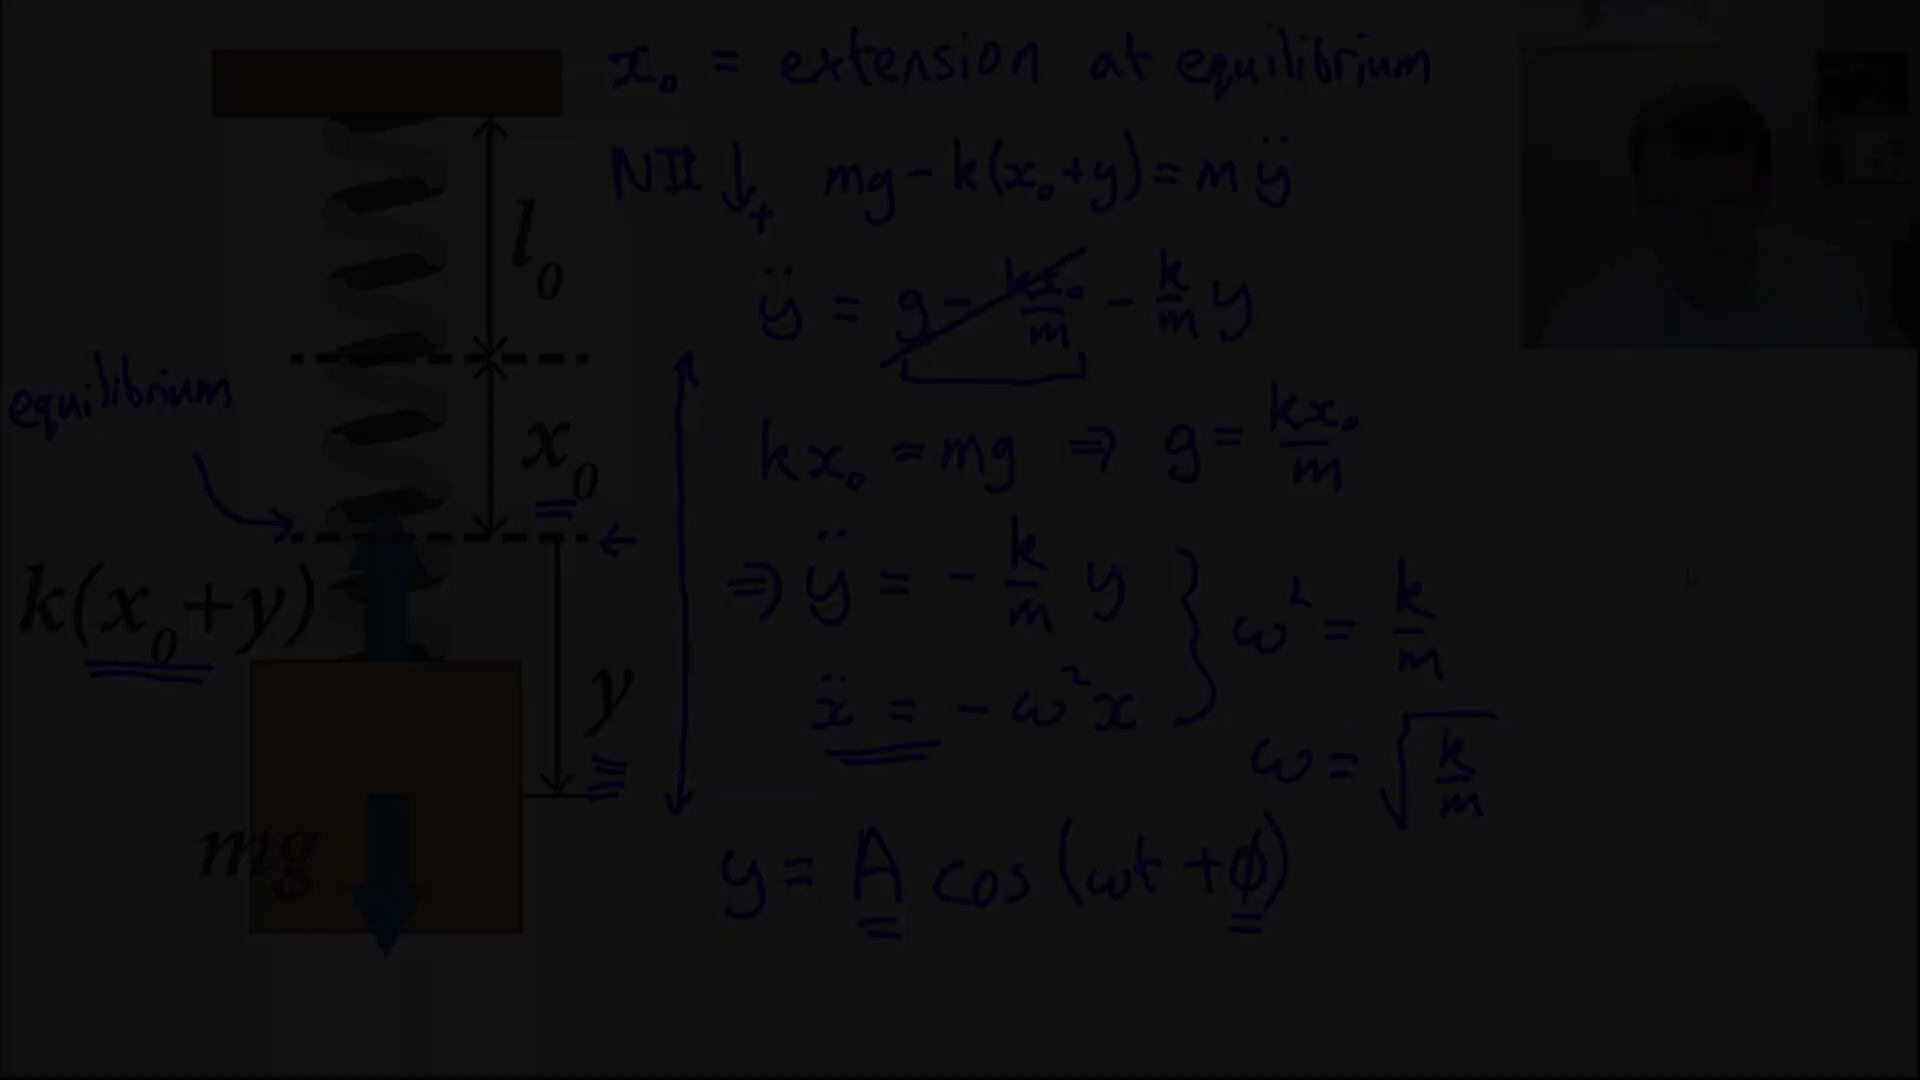 x₀ = extension at equilibrium
NII ↓+ mg - k(x₀+y) = mÿ
ÿ = g - kx₀/m - k/m y
kx₀ = mg ⇒ g = kx₀/m
⇒ ÿ = - k/m y } ω² = k/m
ẍ = - ω²x
ω = √(k/m)
y = A cos(ωt + ϕ)
l₀
equilibrium
x₀
k(x₀+y)
y
mg